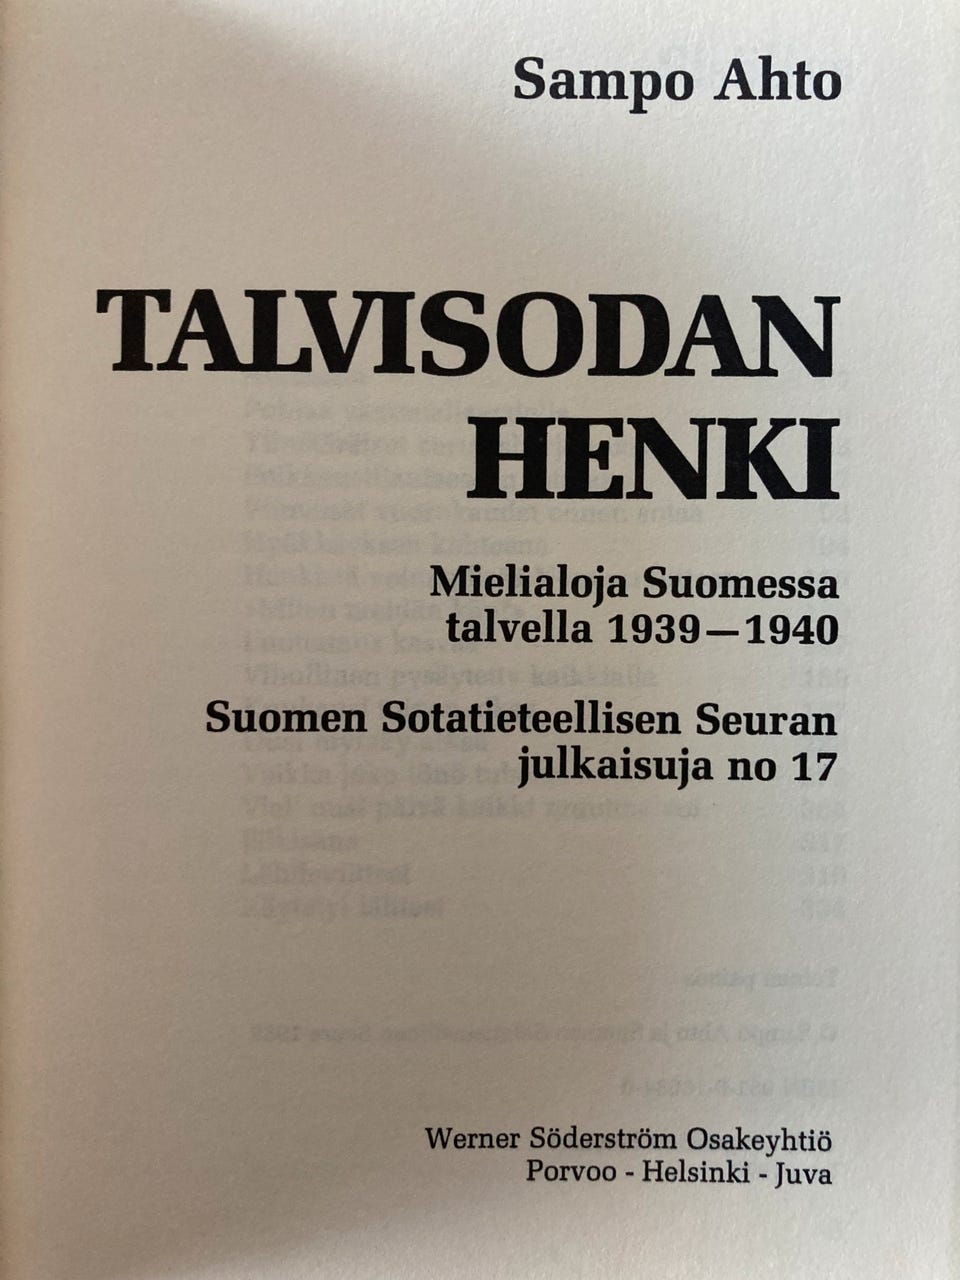 Sampo Ahto
TALVISODAN
HENKI
Mielialoja Suomessa
talvella 1939—1940
Suomen Sotatieteellisen Seuran
julkaisuja no 17
Werner Söderström Osakeyhtiö
Porvoo - Helsinki - Juva